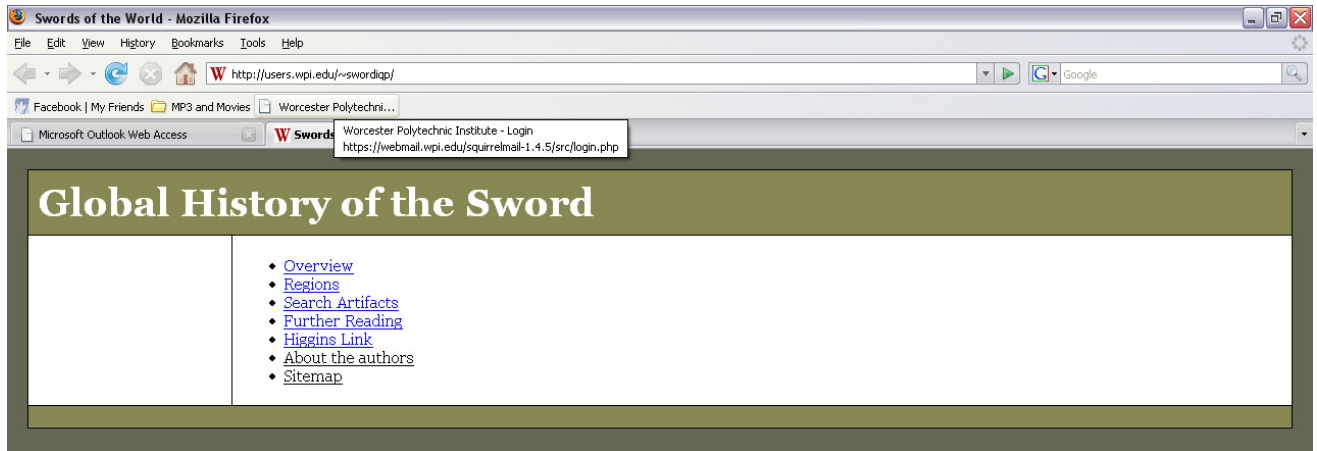 Swords of the World - Mozilla Firefox
File Edit View History Bookmarks Tools Help
W http://users.wpi.edu/~swordiqp/ G Google
Facebook | My Friends MP3 and Movies Worcester Polytechni...
Microsoft Outlook Web Access W Swords
Worcester Polytechnic Institute - Login
https://webmail.wpi.edu/squirrelmail-1.4.5/src/login.php
Global History of the Sword
Overview
Regions
Search Artifacts
Further Reading
Higgins Link
About the authors
Sitemap